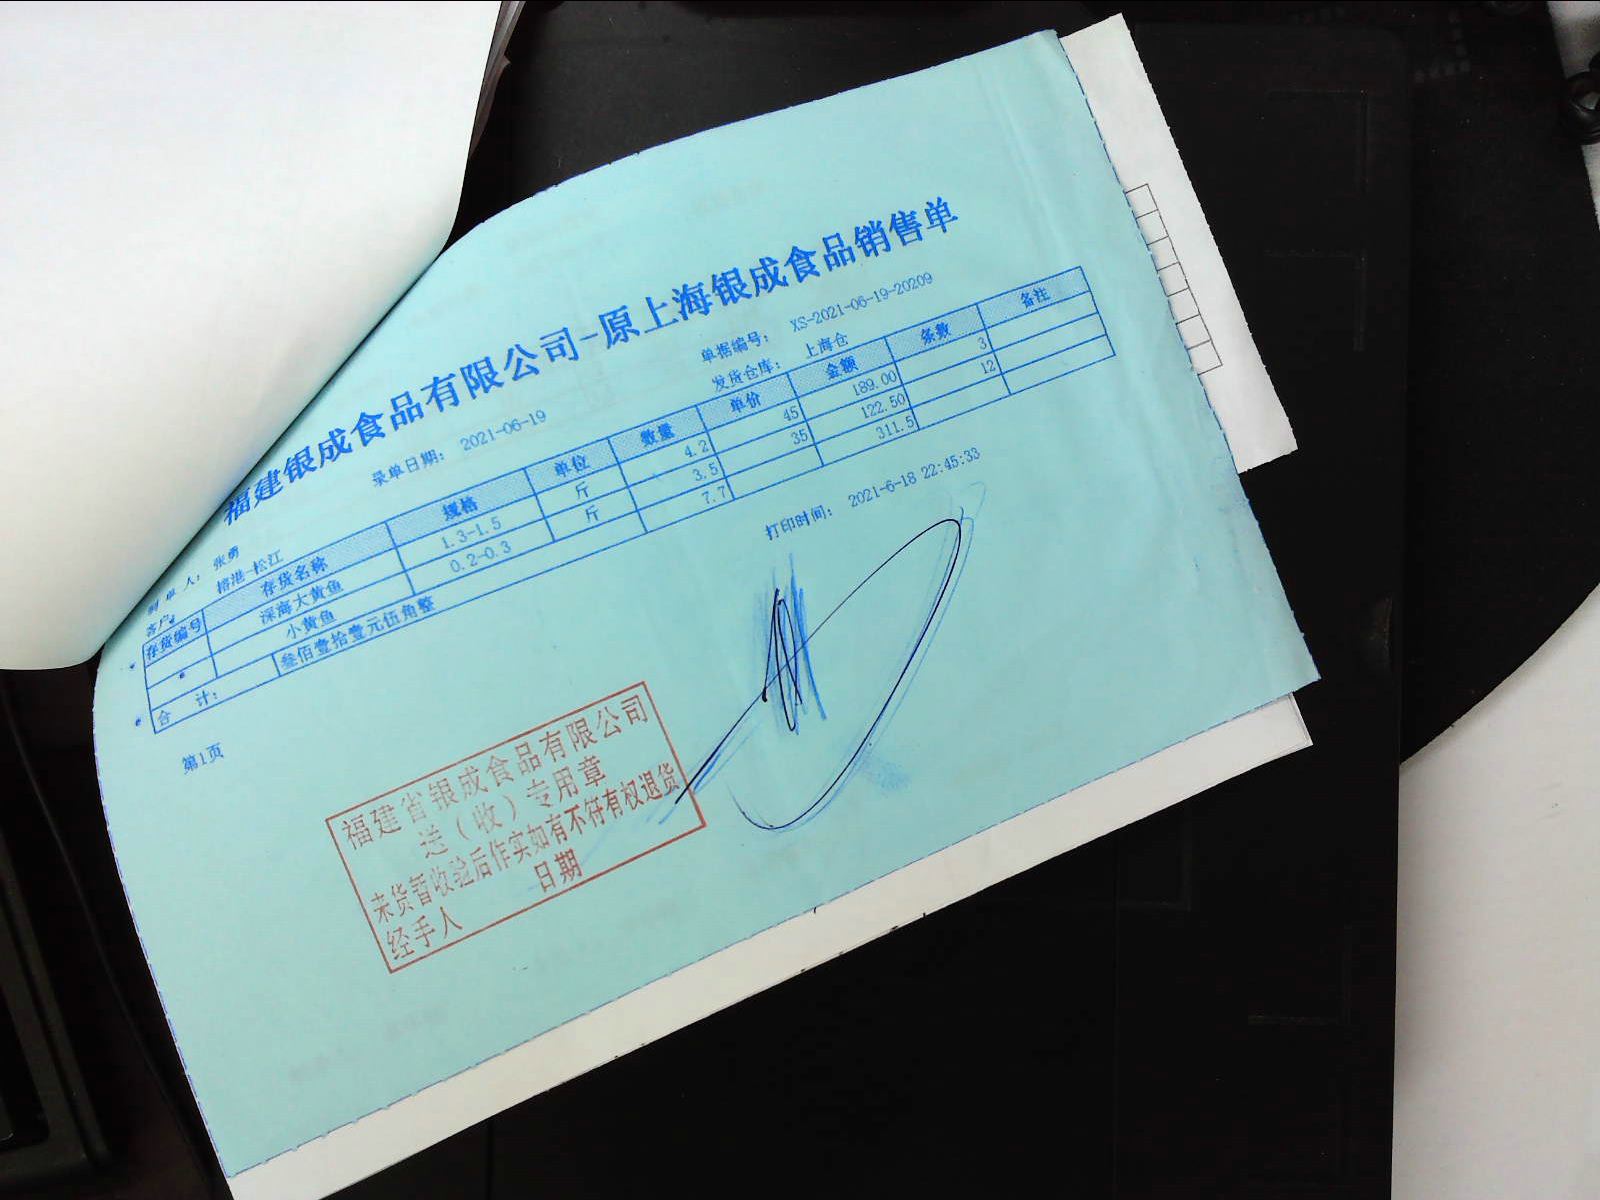 福建银成食品有限公司-原上海银成食品销售单
制单人： 张勇 录单日期： 2021-06-19 单据编号： XS-2021-06-19-20209
客户： 榕港-松江 发货仓库： 上海仓
存货编号 存货名称 规格 单位 数量 单价 金额 条数 备注
深海大黄鱼 1.3-1.5 斤 4.2 45 189.00 3
小黄鱼 0.2-0.3 斤 3.5 35 122.50 12
合 计： 叁佰壹拾壹元伍角整 7.7 311.5
第1页 打印时间： 2021-6-18 22:45:33
福建省银成食品有限公司
送（收）专用章
来货暂收验后作实如有不符有权退货
经手人 日期